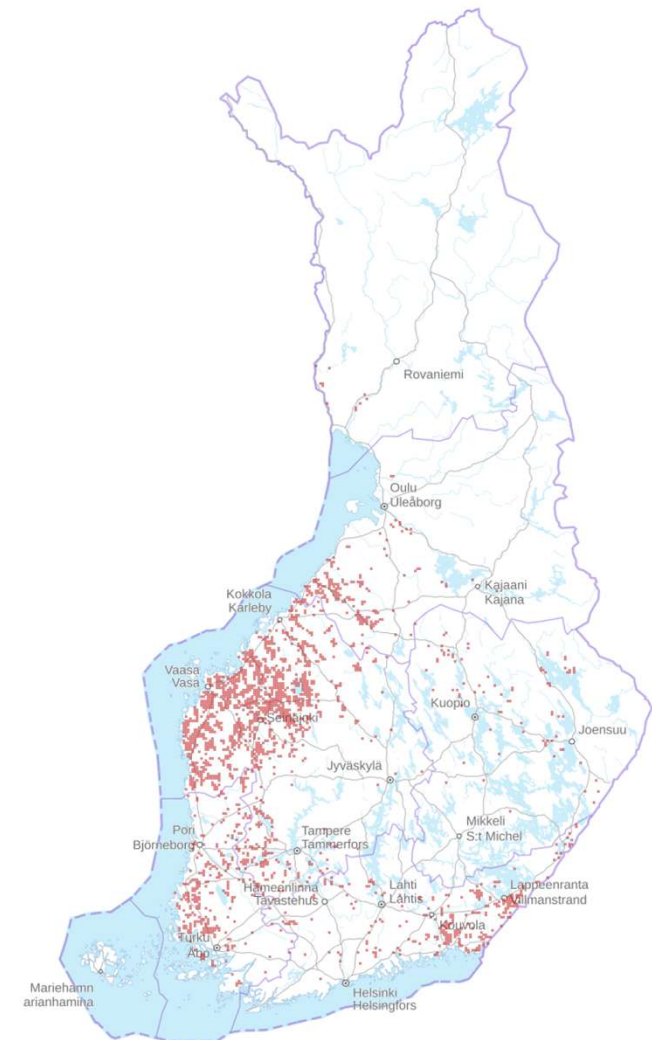 Rovaniemi
Oulu
Uleåborg
Kajaani
Kajana
Kokkola
Karleby
Vaasa
Vasa
Seinäjoki
Kuopio
Joensuu
Jyväskylä
Mikkeli
S:t Michel
Pori
Björneborg
Tampere
Tammerfors
Hämeenlinna
Tavastehus
Lahti
Lahtis
Lappeenranta
Villmanstrand
Kouvola
Turku
Åbo
Mariehamn
arianhamina
Helsinki
Helsingfors